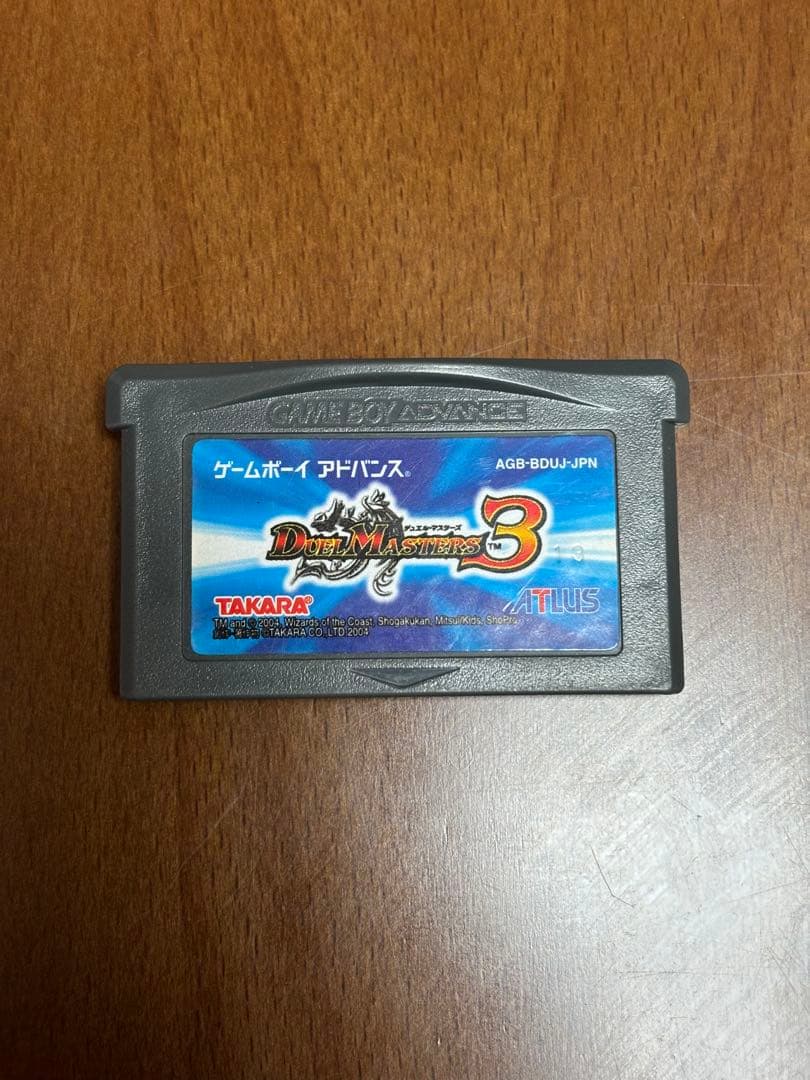 GAME BOY ADVANCE
ゲームボーイ アドバンス®
AGB-BDUJ-JPN
デュエル・マスターズ
DUEL MASTERS™ 3
19
TAKARA®
ATLUS
TM and © 2004, Wizards of the Coast, Shogakukan, Mitsui/Kids, ShoPro.
©TAKARA CO.,LTD 2004